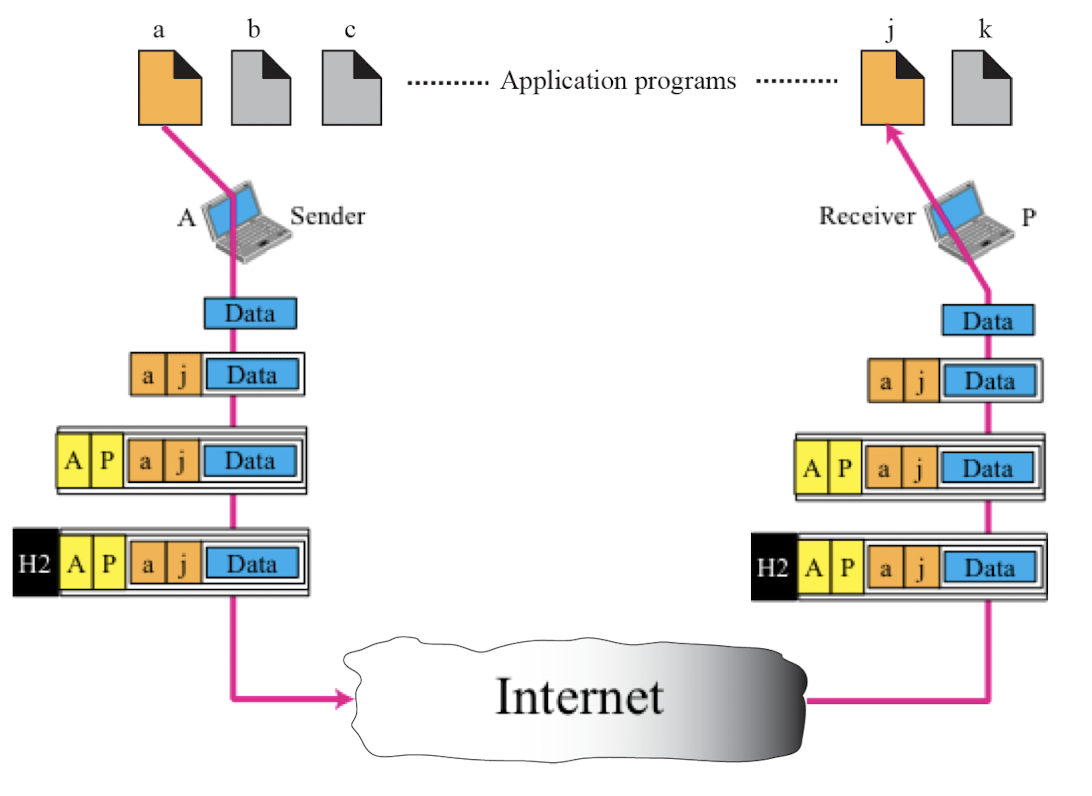 a b c j k
Application programs
A Sender Receiver P
Data Data
a j Data a j Data
A P a j Data A P a j Data
H2 A P a j Data H2 A P a j Data
Internet